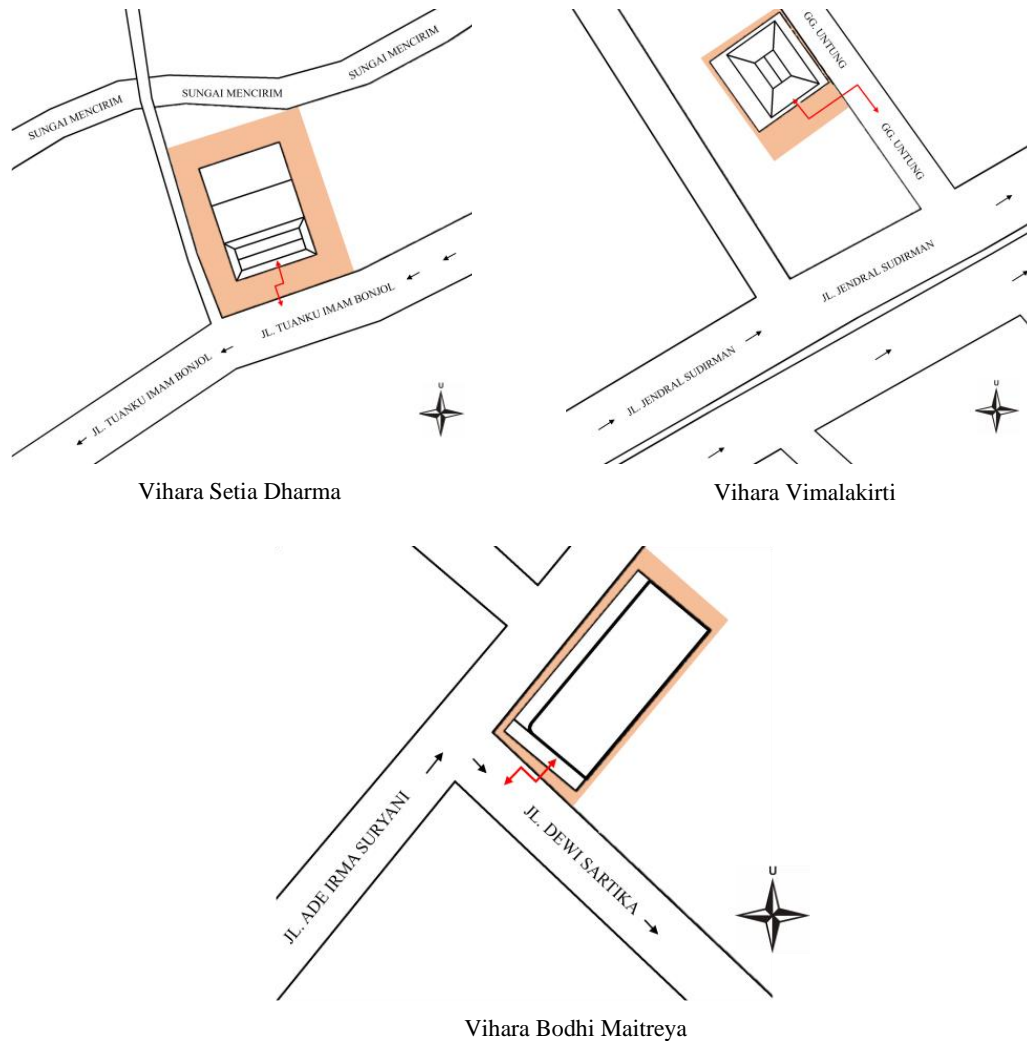 SUNGAI MENCIRIM
SUNGAI MENCIRIM
SUNGAI MENCIRIM
JL. TUANKU IMAM BONJOL
JL. TUANKU IMAM BONJOL
U
Vihara Setia Dharma
GG. UNTUNG
GG. UNTUNG
JL. JENDRAL SUDIRMAN
JL. JENDRAL SUDIRMAN
U
Vihara Vimalakirti
JL. ADE IRMA SURYANI
JL. DEWI SARTIKA
U
Vihara Bodhi Maitreya